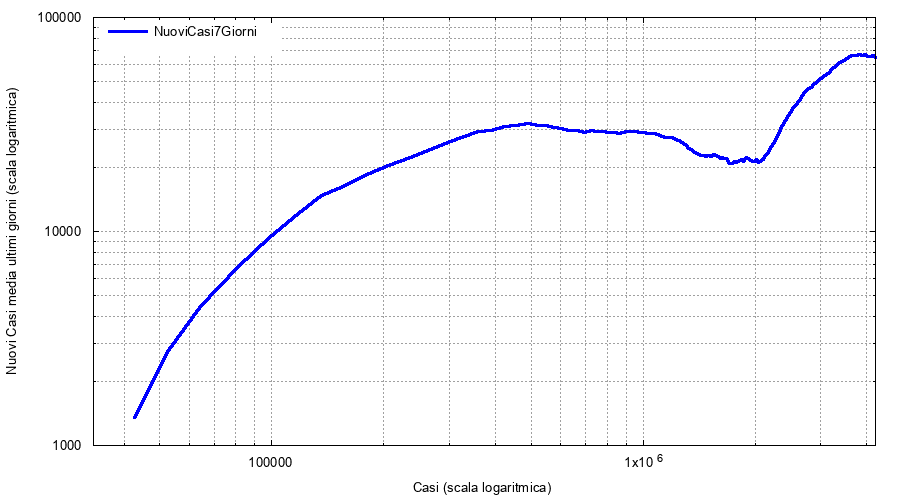 100000
NuoviCasi7Giorni
10000
1000
Nuovi Casi media ultimi giorni (scala logaritmica)
100000
1x10 6
Casi (scala logaritmica)